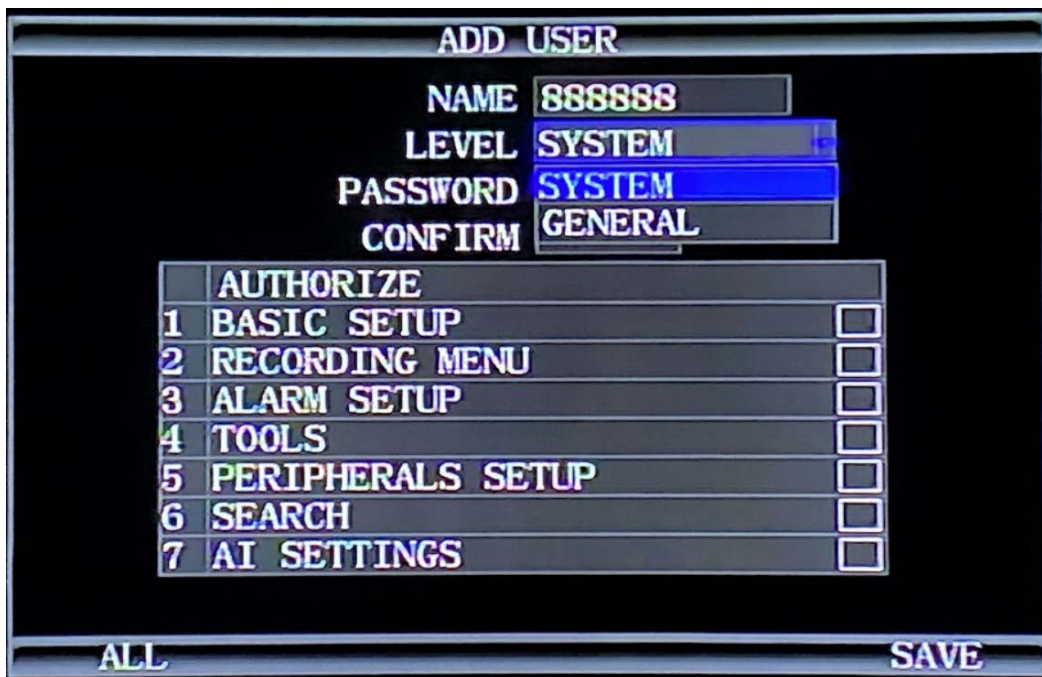 ADD USER
NAME 888888
LEVEL SYSTEM
PASSWORD SYSTEM
CONFIRM GENERAL
AUTHORIZE
1 BASIC SETUP
2 RECORDING MENU
3 ALARM SETUP
4 TOOLS
5 PERIPHERALS SETUP
6 SEARCH
7 AI SETTINGS
ALL SAVE